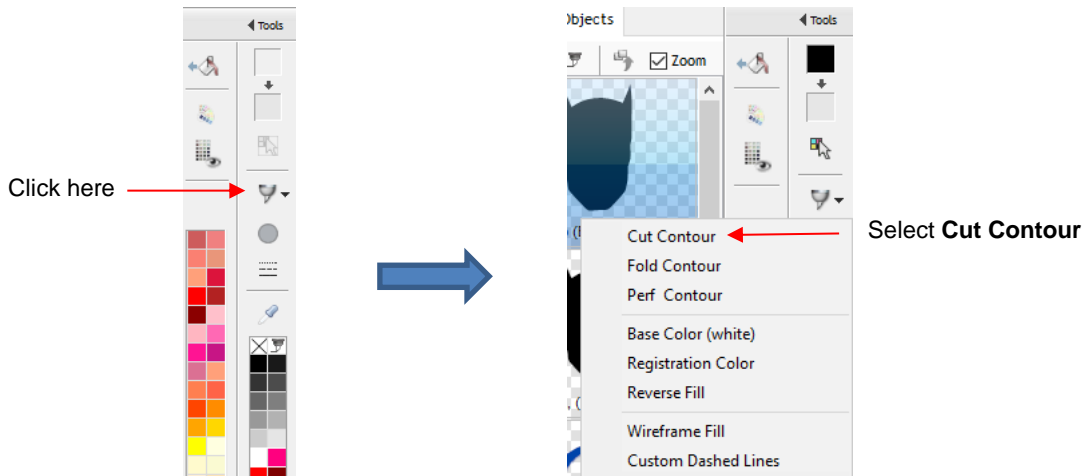 Tools
Click here
Objects
Tools
Zoom
Cut Contour
Select Cut Contour
Fold Contour
Perf Contour
Base Color (white)
Registration Color
Reverse Fill
Wireframe Fill
Custom Dashed Lines